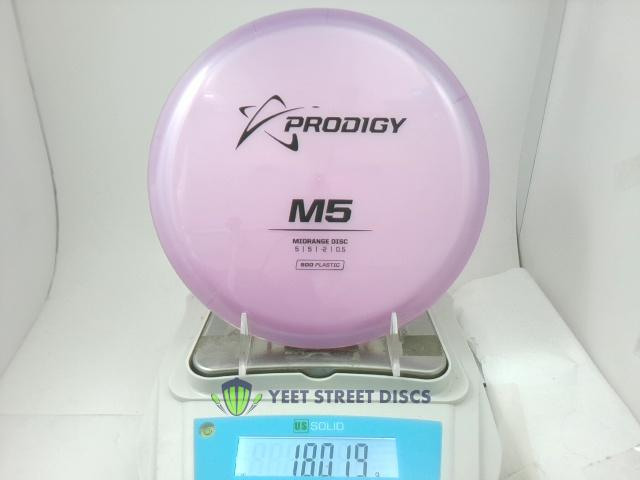 PRODIGY
M5
MIDRANGE DISC
5 | 5 | -2 | 0.5
500 PLASTIC
YEET STREET DISCS
US SOLID
180.19 g